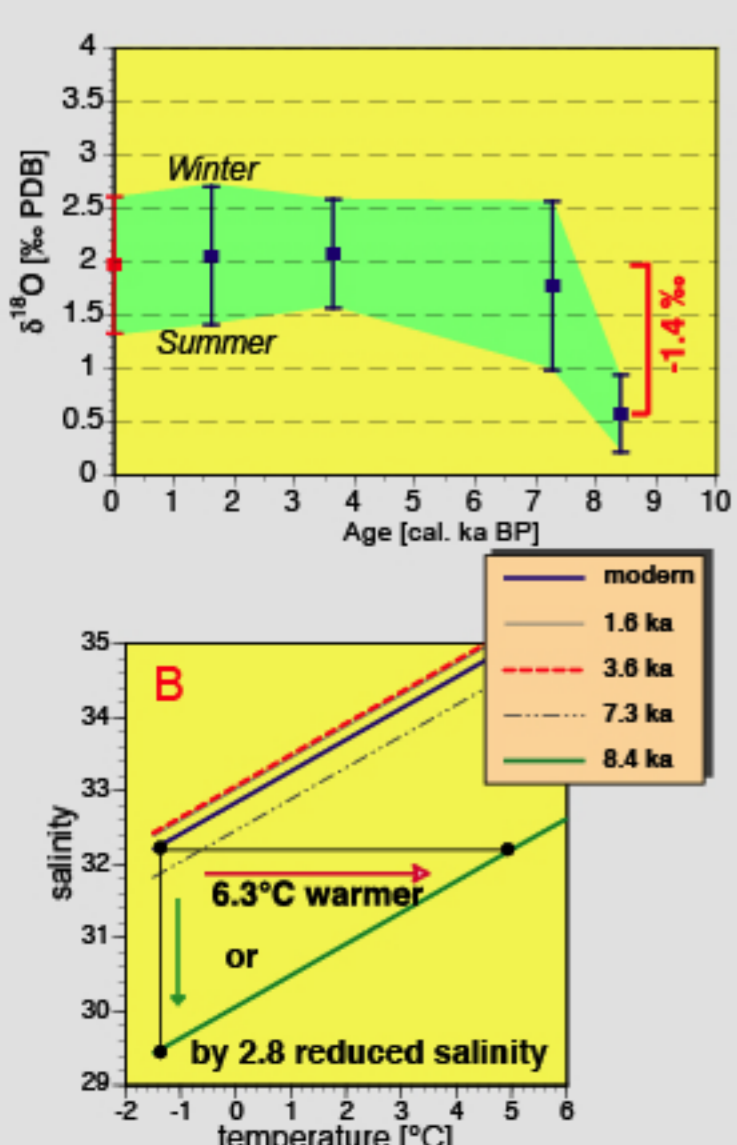 4
3.5
3
2.5
2
1.5
1
0.5
0
δ18O [‰ PDB]
Winter
Summer
-1.4 ‰
0 1 2 3 4 5 6 7 8 9 10
Age [cal. ka BP]
modern
1.6 ka
3.6 ka
7.3 ka
8.4 ka
B
35
34
33
32
31
30
29
salinity
6.3°C warmer
or
by 2.8 reduced salinity
-2 -1 0 1 2 3 4 5 6
temperature [°C]